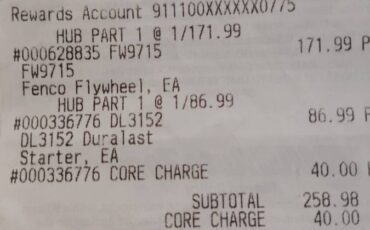 Rewards Account 911100XXXXXX0775
HUB PART 1 @ 1/171.99
#000628835 FW9715 171.99 P
FW9715
Fenco Flywheel, EA
HUB PART 1 @ 1/86.99
#000336776 DL3152 86.99 P
DL3152 Duralast
Starter, EA
#000336776 CORE CHARGE 40.00
SUBTOTAL 258.98
CORE CHARGE 40.00